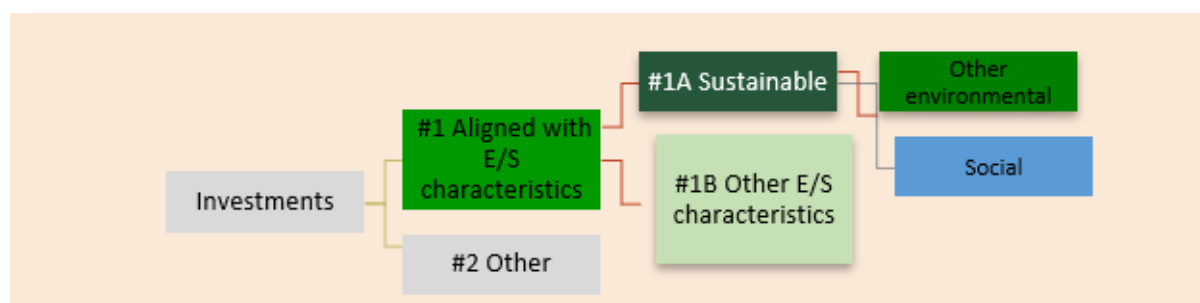 Investments
#1 Aligned with
E/S
characteristics
#2 Other
#1A Sustainable
#1B Other E/S
characteristics
Other
environmental
Social